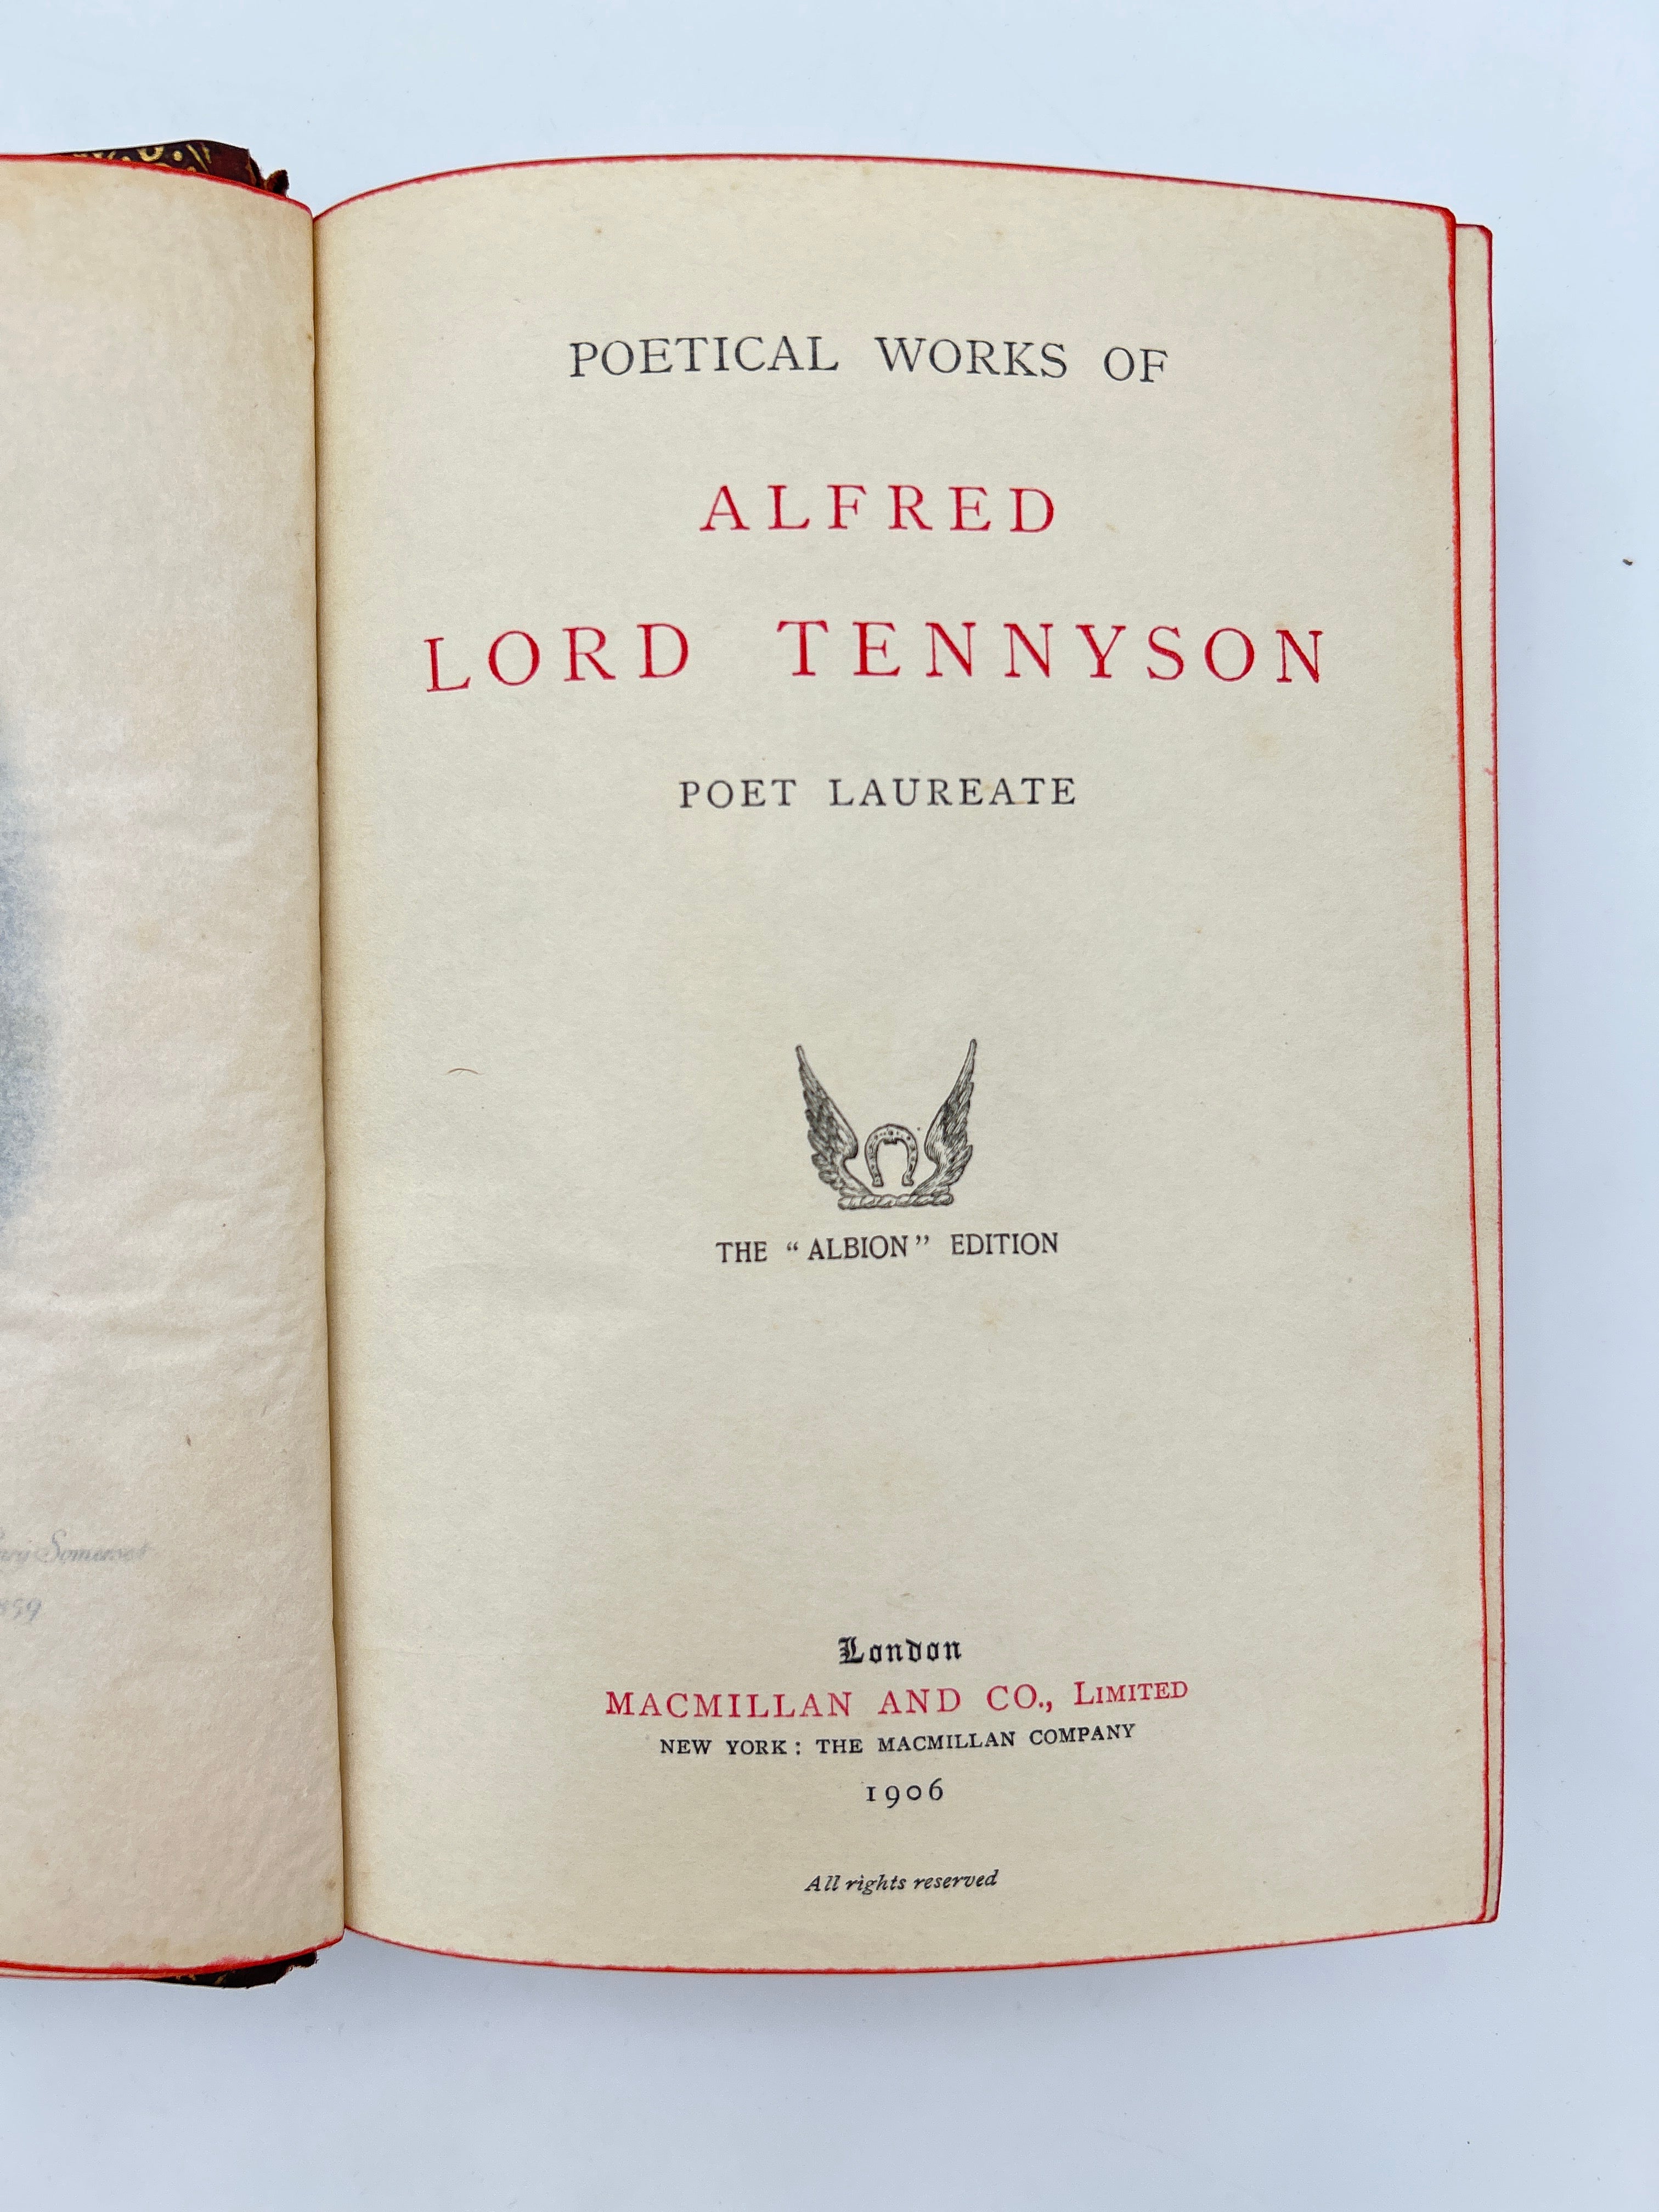 POETICAL WORKS OF
ALFRED
LORD TENNYSON
POET LAUREATE
THE “ALBION” EDITION
London
MACMILLAN AND CO., LIMITED
NEW YORK: THE MACMILLAN COMPANY
1906
All rights reserved
Somerset